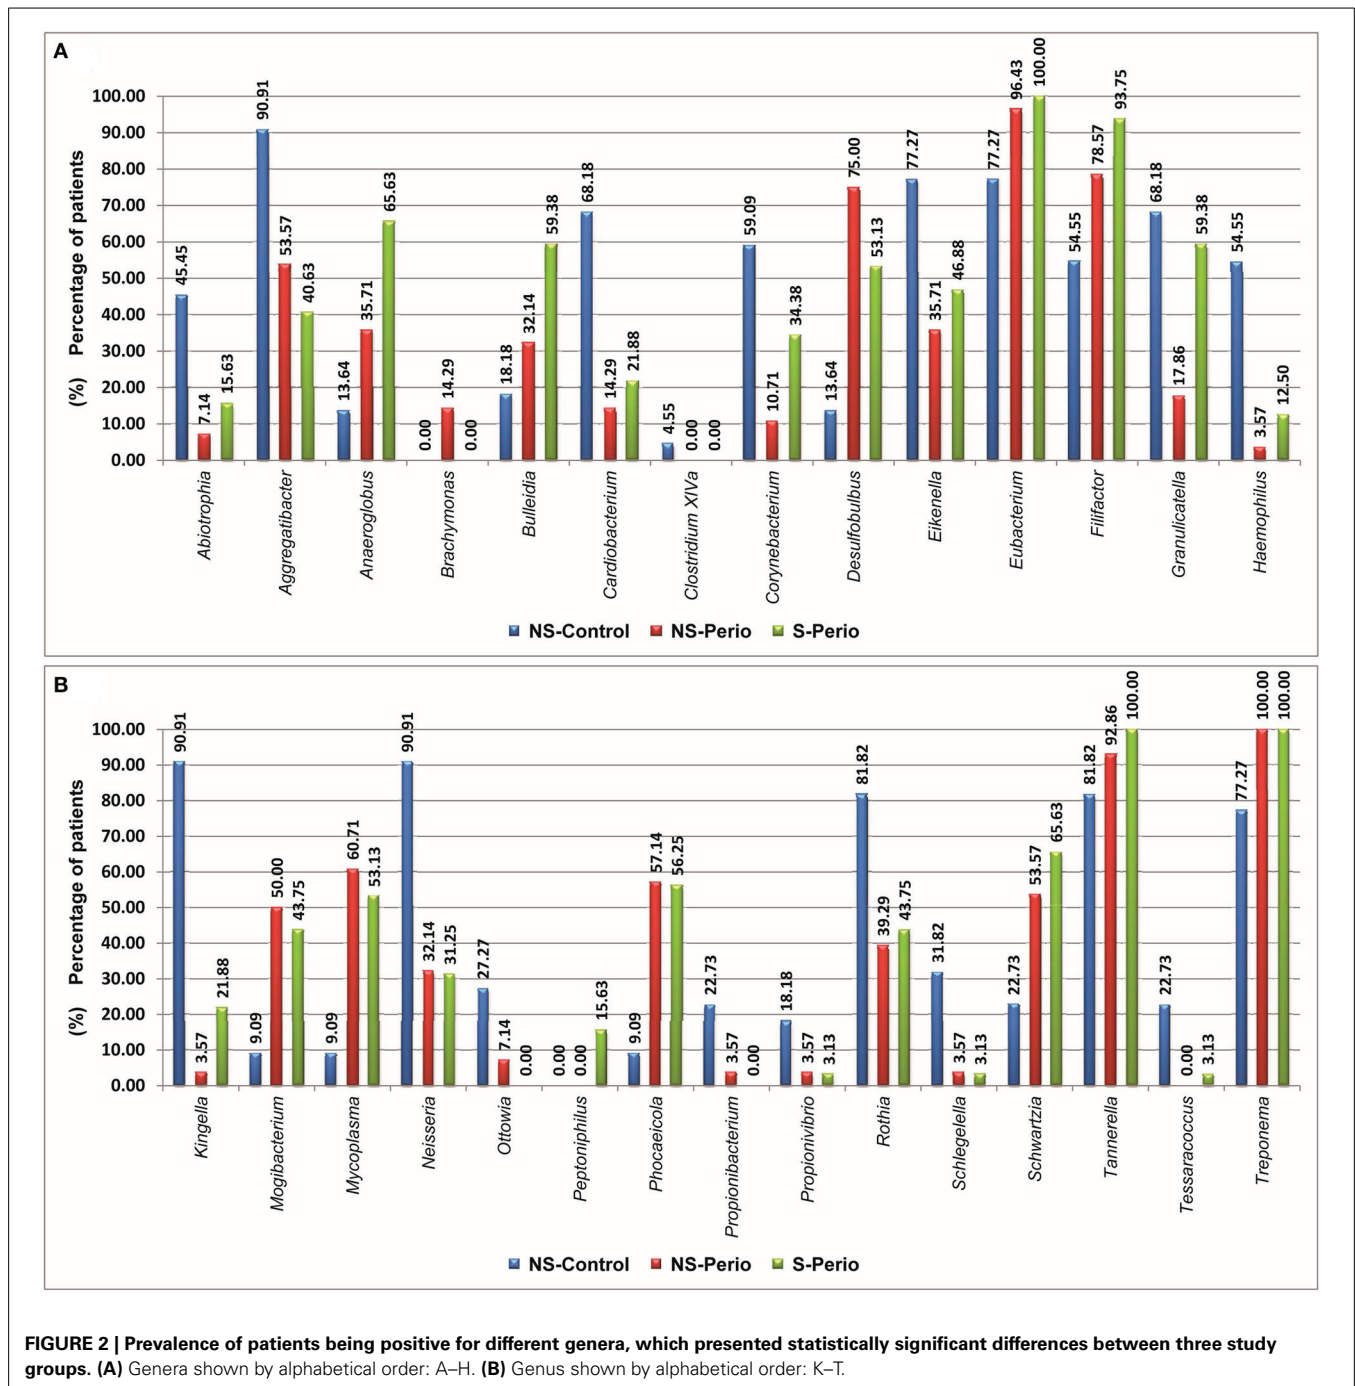 A
(%) Percentage of patients
100.00
90.00
80.00
70.00
60.00
50.00
40.00
30.00
20.00
10.00
0.00
45.45
7.14
15.63
90.91
53.57
40.63
13.64
35.71
65.63
0.00
14.29
0.00
18.18
32.14
59.38
68.18
14.29
21.88
4.55
0.00
0.00
59.09
10.71
34.38
13.64
75.00
53.13
77.27
35.71
46.88
77.27
96.43
100.00
54.55
78.57
93.75
68.18
17.86
59.38
54.55
3.57
12.50
Abiotrophia
Aggregatibacter
Anaeroglobus
Brachymonas
Bulleidia
Cardiobacterium
Clostridium XIVa
Corynebacterium
Desulfobulbus
Eikenella
Eubacterium
Filifactor
Granulicatella
Haemophilus
NS-Control NS-Perio S-Perio
B
(%) Percentage of patients
100.00
90.00
80.00
70.00
60.00
50.00
40.00
30.00
20.00
10.00
0.00
90.91
3.57
21.88
9.09
50.00
43.75
9.09
60.71
53.13
90.91
32.14
31.25
27.27
7.14
0.00
0.00
0.00
15.63
9.09
57.14
56.25
22.73
3.57
0.00
18.18
3.57
3.13
81.82
39.29
43.75
31.82
3.57
3.13
22.73
53.57
65.63
81.82
92.86
100.00
22.73
0.00
3.13
77.27
100.00
100.00
Kingella
Mogibacterium
Mycoplasma
Neisseria
Ottowia
Peptoniphilus
Phocaeicola
Propionibacterium
Propionivibrio
Rothia
Schlegelella
Schwartzia
Tannerella
Tessaracoccus
Treponema
NS-Control NS-Perio S-Perio
FIGURE 2 | Prevalence of patients being positive for different genera, which presented statistically significant differences between three study
groups. (A) Genera shown by alphabetical order: A–H. (B) Genus shown by alphabetical order: K–T.